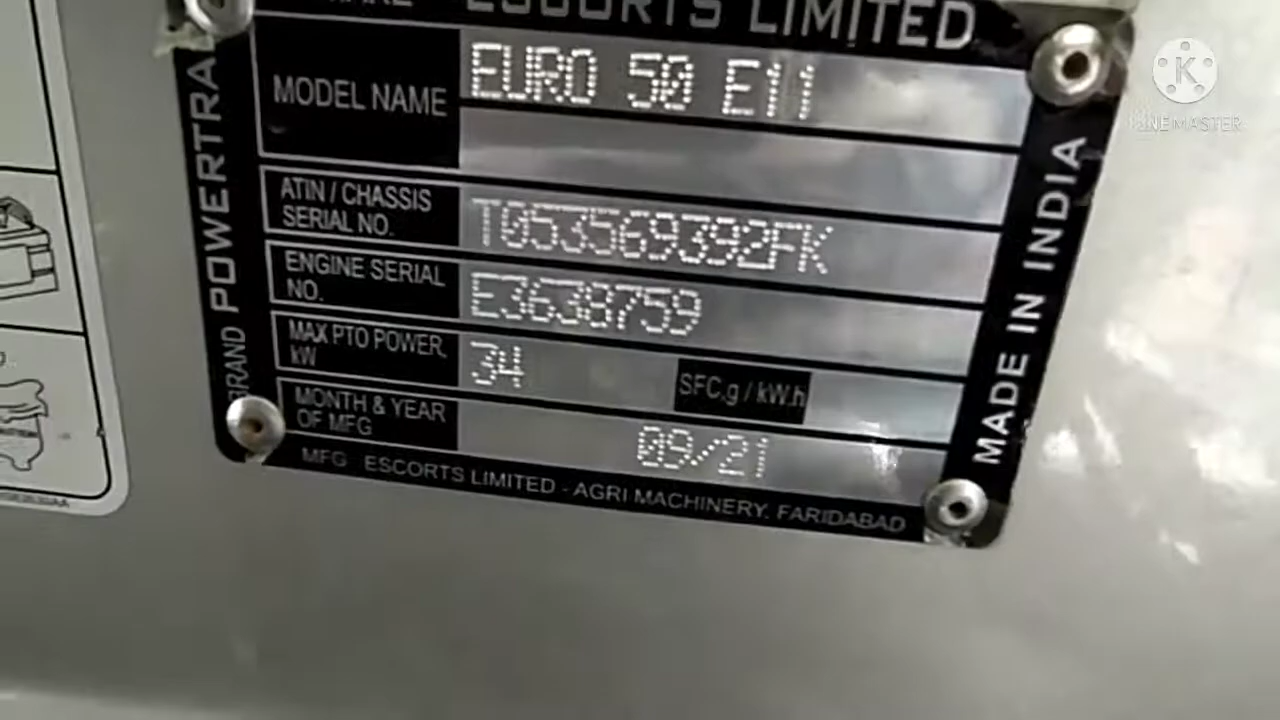 ESCORTS LIMITED
MODEL NAME EURO 50 E11
ATIN / CHASSIS SERIAL NO. T053569392FK
ENGINE SERIAL NO. E3638759
MAX PTO POWER, kW 34 SFC,g / kW.h
MONTH & YEAR OF MFG 09/21
MFG ESCORTS LIMITED - AGRI MACHINERY. FARIDABAD
BRAND POWERTRA
MADE IN INDIA
K
KINEMASTER